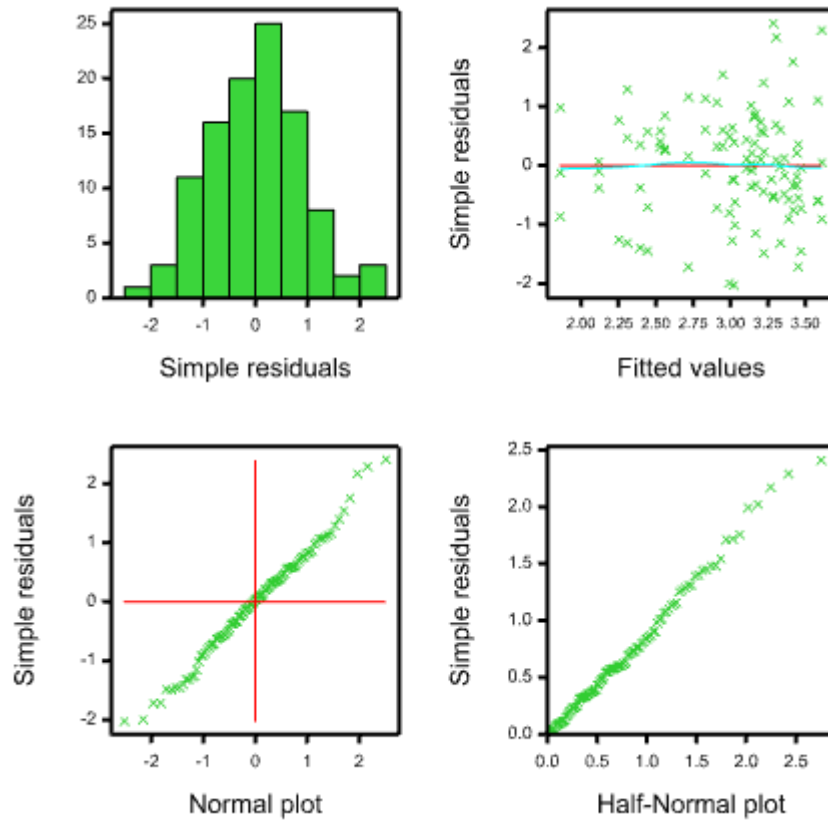 25
20
15
10
5
0
-2 -1 0 1 2
Simple residuals
Simple residuals
2
1
0
-1
-2
2.00 2.25 2.50 2.75 3.00 3.25 3.50
Fitted values
Simple residuals
2
1
0
-1
-2
-2 -1 0 1 2
Normal plot
Simple residuals
2.5
2.0
1.5
1.0
0.5
0.0
0.0 0.5 1.0 1.5 2.0 2.5
Half-Normal plot